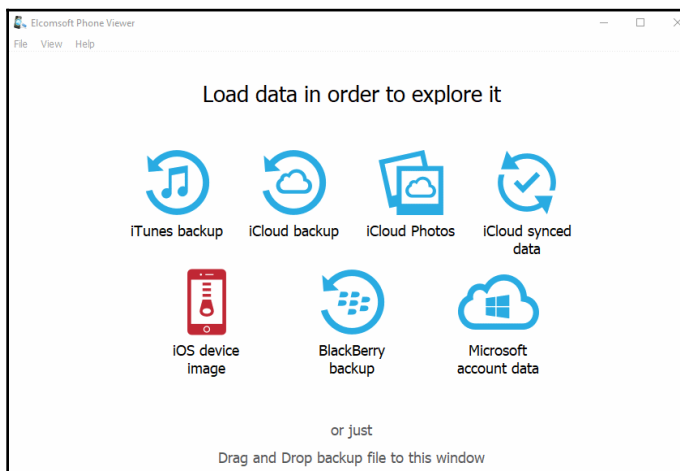 Elcomsoft Phone Viewer
File View Help
Load data in order to explore it
iTunes backup iCloud backup iCloud Photos iCloud synced
data
iOS device BlackBerry Microsoft
image backup account data
or just
Drag and Drop backup file to this window